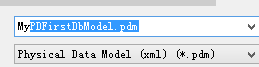 MyPDFirstDbModel.pdm
Physical Data Model (xml) (*.pdm)